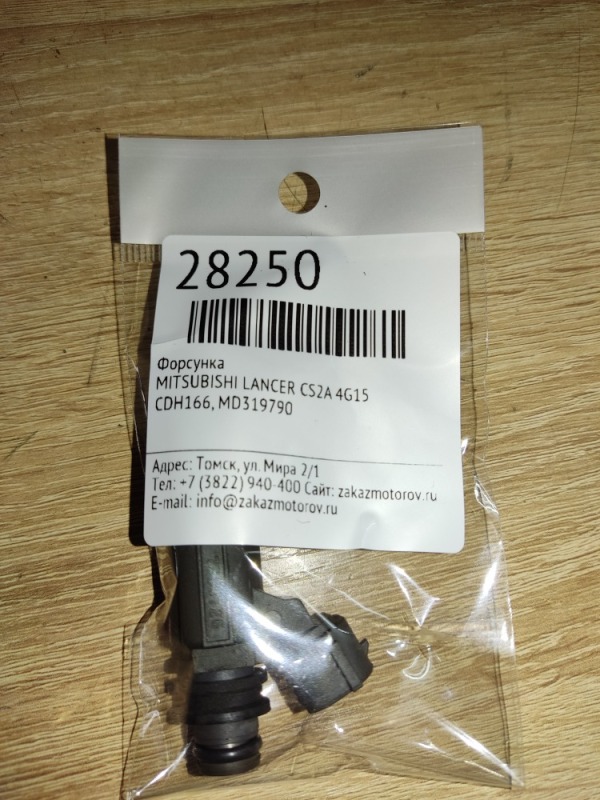 28250
Форсунка
MITSUBISHI LANCER CS2A 4G15
CDH166, MD319790
Адрес: Томск, ул. Мира 2/1
Тел: +7 (3822) 940-400 Сайт: zakazmotorov.ru
E-mail: info@zakazmotorov.ru